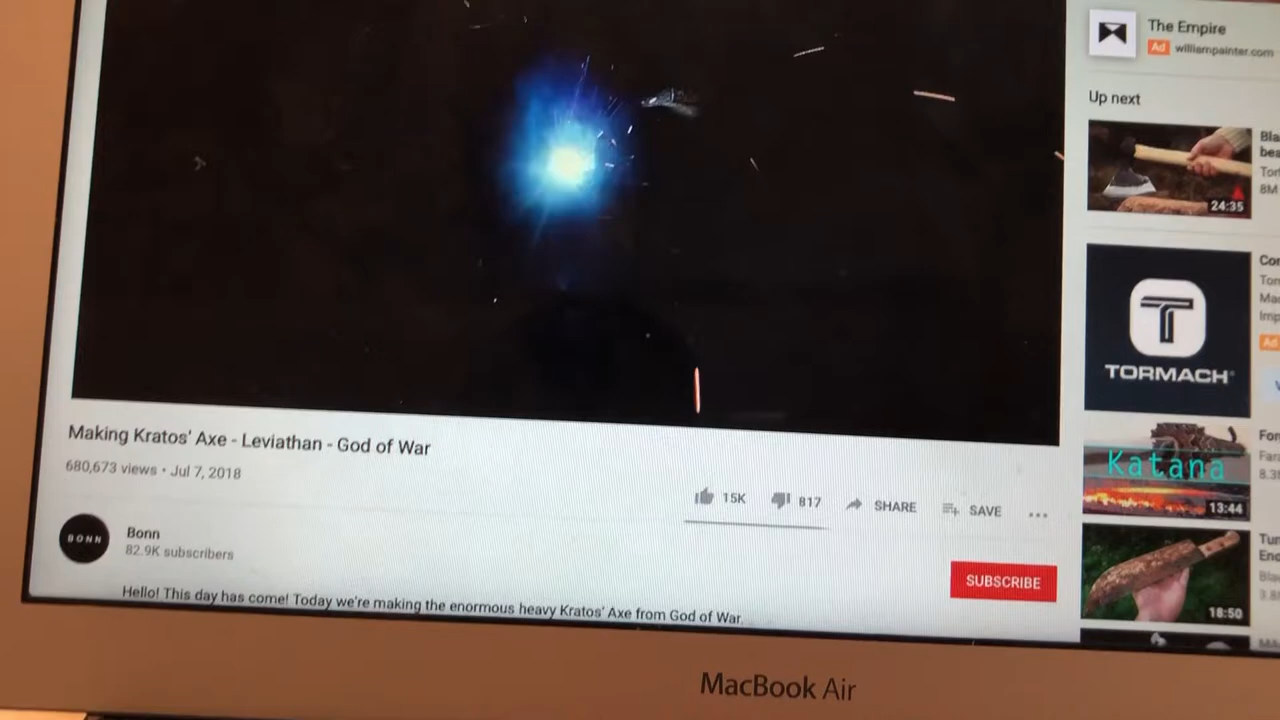 The Empire
Ad williampainter.com
Up next
24:35
8M
TORMACH
Ad
Katana
13:44
18:50
Making Kratos' Axe - Leviathan - God of War
680,673 views • Jul 7, 2018
15K 817 SHARE SAVE
BONN
Bonn
82.9K subscribers
SUBSCRIBE
Hello! This day has come! Today we're making the enormous heavy Kratos' Axe from God of War.
MacBook Air